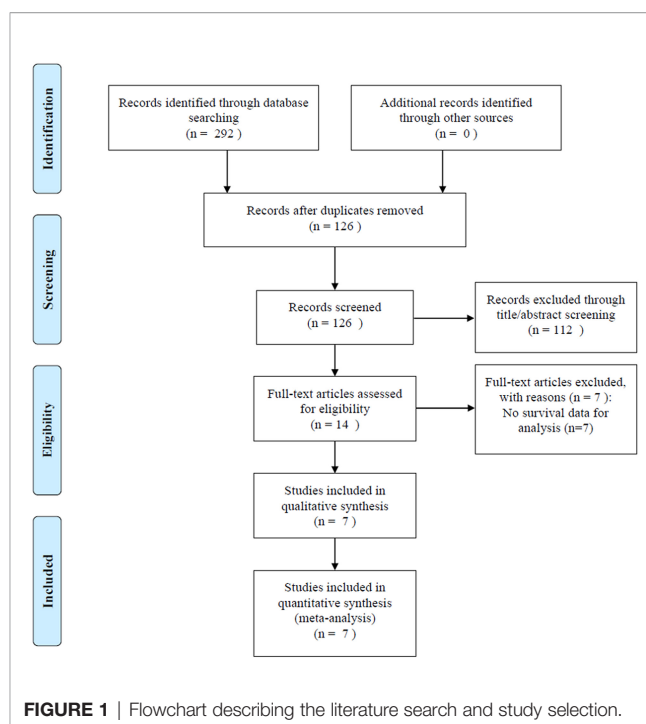 Identification
Records identified through database
searching
(n = 292 )
Additional records identified
through other sources
(n = 0 )
Records after duplicates removed
(n = 126 )
Screening
Records screened
(n = 126 )
Records excluded through
title/abstract screening
(n = 112 )
Eligibility
Full-text articles assessed
for eligibility
(n = 14 )
Full-text articles excluded,
with reasons (n = 7 ):
No survival data for
analysis (n=7)
Studies included in
qualitative synthesis
(n = 7 )
Included
Studies included in
quantitative synthesis
(meta-analysis)
(n = 7 )
FIGURE 1 | Flowchart describing the literature search and study selection.